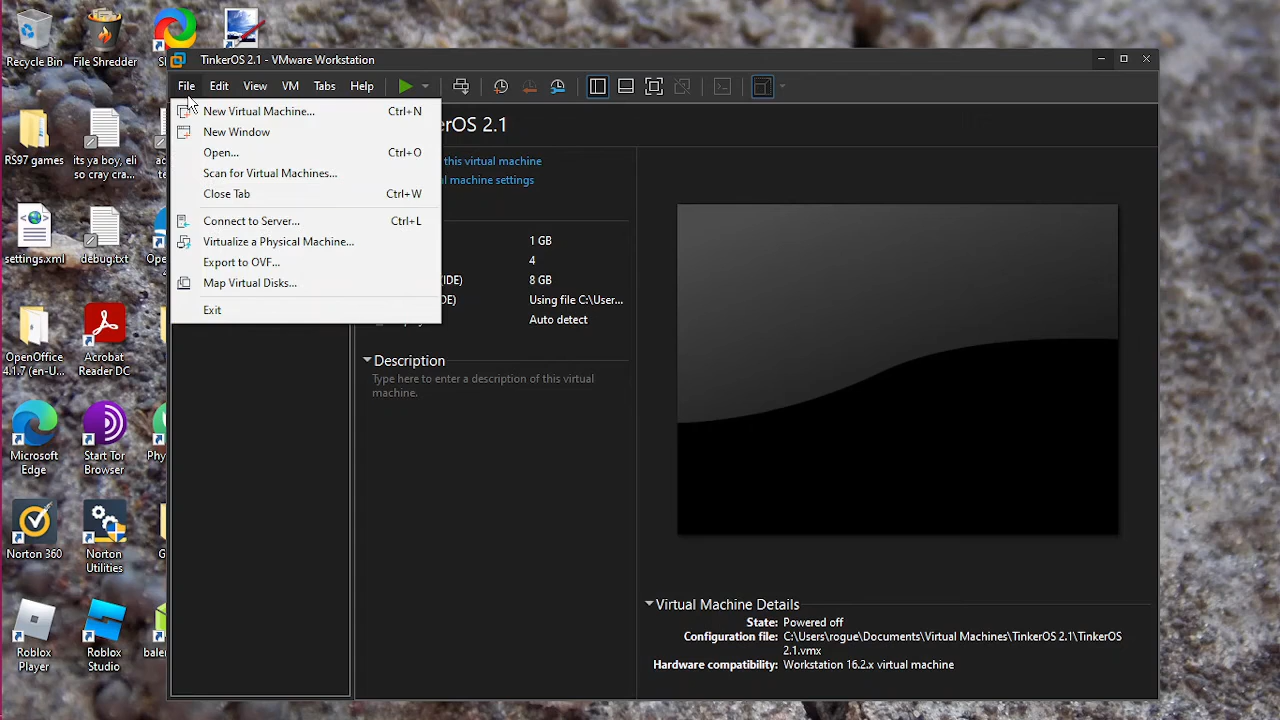 Recycle Bin
File Shredder
RS97 games
its ya boy, eli
so cray cra...
settings.xml
debug.txt
OpenOffice
4.1.7 (en-U...
Acrobat
Reader DC
Microsoft
Edge
Start Tor
Browser
Norton 360
Norton
Utilities
Roblox
Player
Roblox
Studio
TinkerOS 2.1 - VMware Workstation
File Edit View VM Tabs Help
New Virtual Machine... Ctrl+N
New Window
Open... Ctrl+O
Scan for Virtual Machines...
Close Tab Ctrl+W
Connect to Server... Ctrl+L
Virtualize a Physical Machine...
Export to OVF...
Map Virtual Disks...
Exit
erOS 2.1
this virtual machine
l machine settings
1 GB
4
(IDE) 8 GB
DE) Using file C:\User...
Auto detect
Description
Type here to enter a description of this virtual
machine.
Virtual Machine Details
State: Powered off
Configuration file: C:\Users\rogue\Documents\Virtual Machines\TinkerOS 2.1\TinkerOS
2.1.vmx
Hardware compatibility: Workstation 16.2.x virtual machine